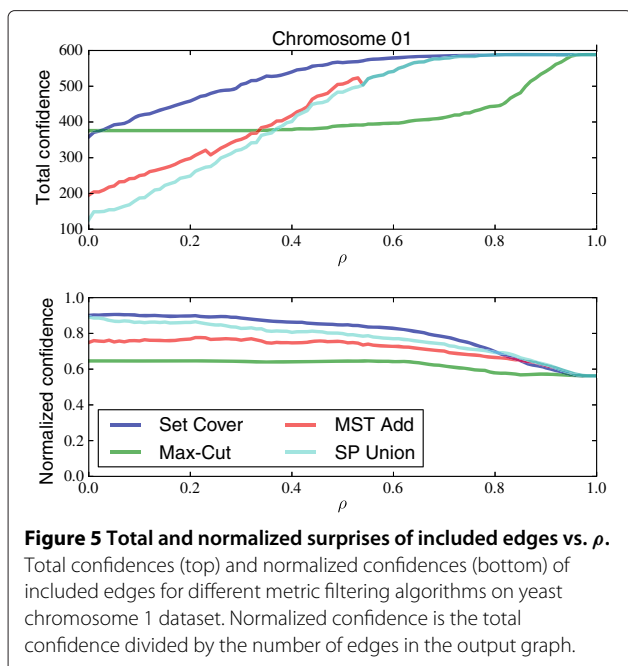 Chromosome 01
600
500
400
300
200
100
Total confidence
0.0 0.2 0.4 0.6 0.8 1.0
ρ
1.0
0.8
0.6
0.4
0.2
0.0
Normalized confidence
Set Cover MST Add
Max-Cut SP Union
0.0 0.2 0.4 0.6 0.8 1.0
ρ
Figure 5 Total and normalized surprises of included edges vs. ρ.
Total confidences (top) and normalized confidences (bottom) of
included edges for different metric filtering algorithms on yeast
chromosome 1 dataset. Normalized confidence is the total
confidence divided by the number of edges in the output graph.